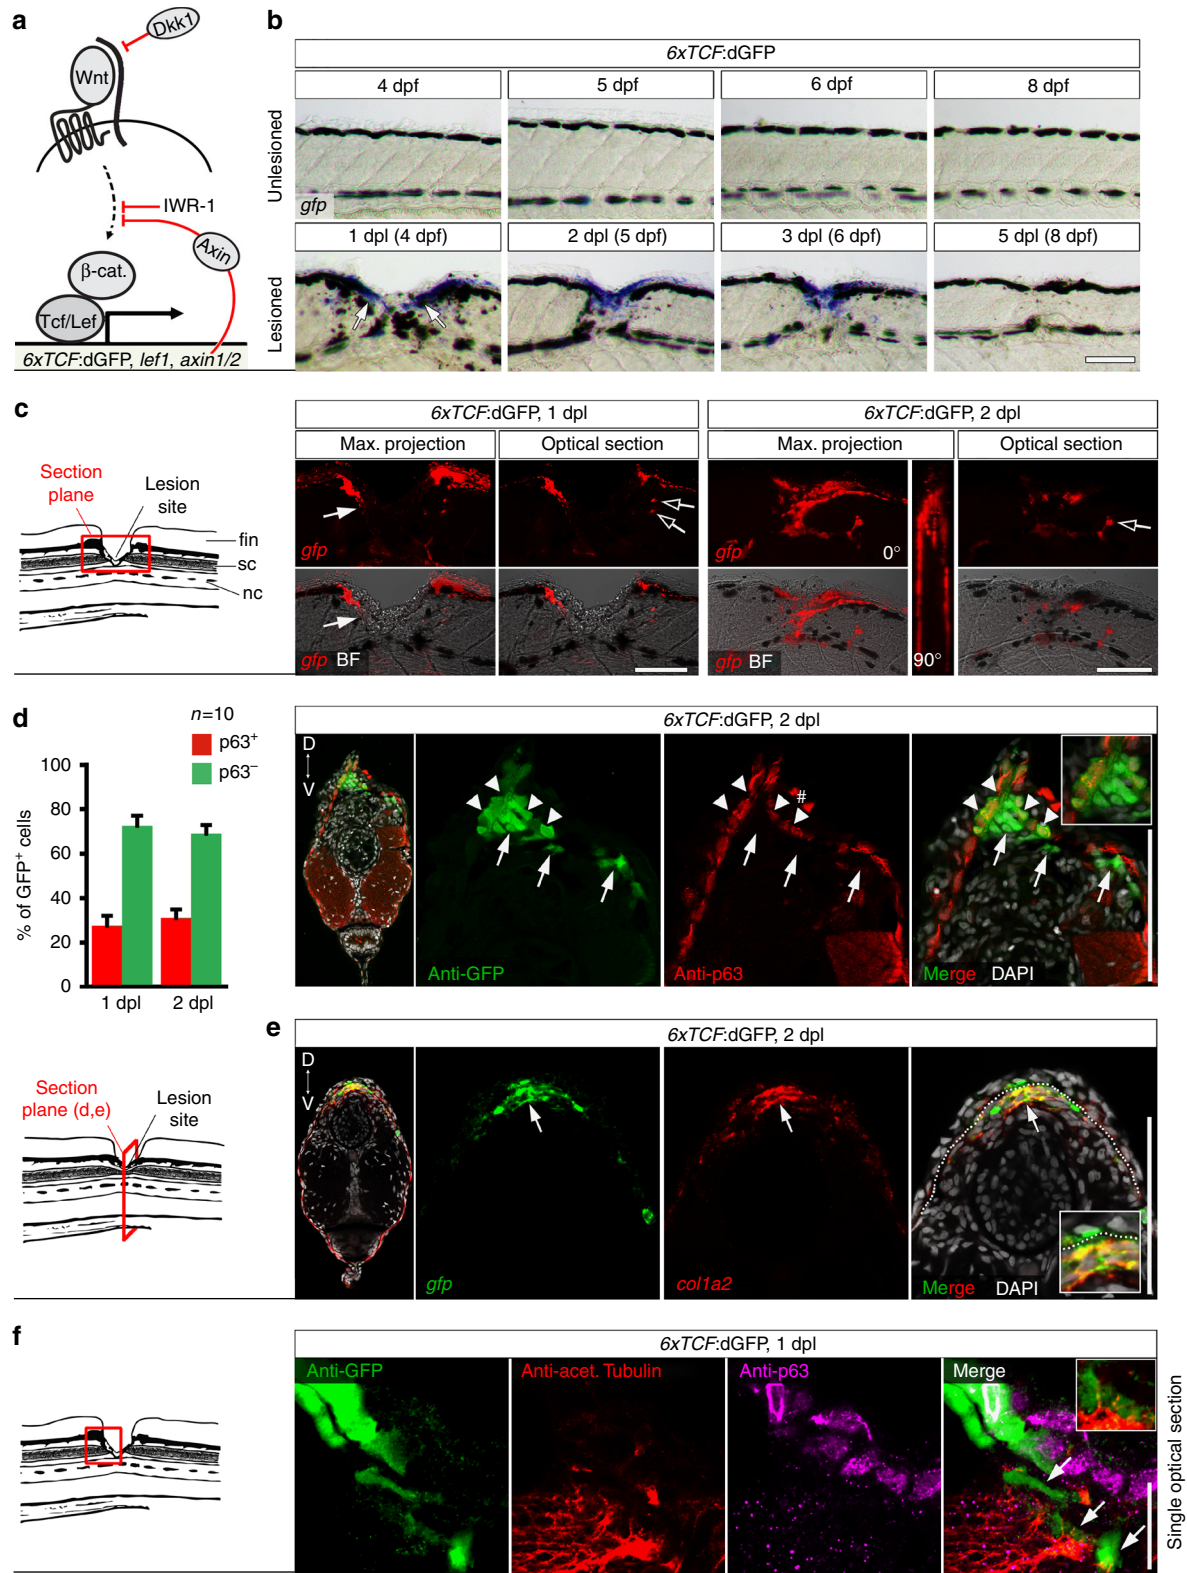 a
Dkk1
Wnt
IWR-1
Axin
β-cat.
Tcf/Lef
6xTCF:dGFP, lef1, axin1/2
b
6xTCF:dGFP
4 dpf
5 dpf
6 dpf
8 dpf
Unlesioned
gfp
1 dpl (4 dpf)
2 dpl (5 dpf)
3 dpl (6 dpf)
5 dpl (8 dpf)
Lesioned
c
Section
plane
Lesion
site
fin
sc
nc
6xTCF:dGFP, 1 dpl
6xTCF:dGFP, 2 dpl
Max. projection
Optical section
Max. projection
Optical section
gfp
gfp
0°
gfp BF
gfp BF
90°
d
n=10
p63+
p63−
% of GFP+ cells
100
80
60
40
20
0
1 dpl
2 dpl
6xTCF:dGFP, 2 dpl
D
V
#
Anti-GFP
Anti-p63
Merge DAPI
Section
plane (d,e)
Lesion
site
e
6xTCF:dGFP, 2 dpl
D
V
gfp
col1a2
Merge DAPI
f
6xTCF:dGFP, 1 dpl
Anti-GFP
Anti-acet. Tubulin
Anti-p63
Merge
Single optical section